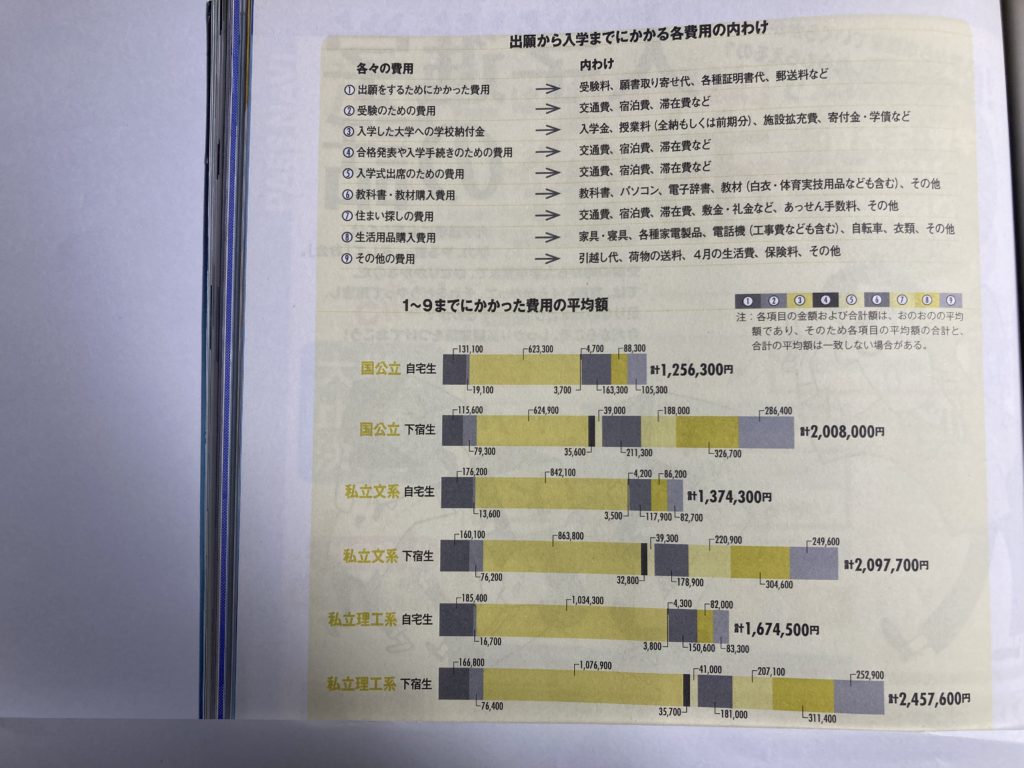 出願から入学までにかかる各費用の内わけ
各々の費用 内わけ
①出願をするためにかかった費用 → 受験料、願書取り寄せ代、各種証明書代、郵送料など
②受験のための費用 → 交通費、宿泊費、滞在費など
③入学した大学への学校納付金 → 入学金、授業料(全納もしくは前期分)、施設拡充費、寄付金・学債など
④合格発表や入学手続きのための費用 → 交通費、宿泊費、滞在費など
⑤入学式出席のための費用 → 交通費、宿泊費、滞在費など
⑥教科書・教材購入費用 → 教科書、パソコン、電子辞書、教材(白衣・体育実技用品なども含む)、その他
⑦住まい探しの費用 → 交通費、宿泊費、滞在費、敷金・礼金など、あっせん手数料、その他
⑧生活用品購入費用 → 家具・寝具、各種家電製品、電話機(工事費なども含む)、自転車、衣類、その他
⑨その他の費用 → 引越し代、荷物の送料、4月の生活費、保険料、その他
1〜9までにかかった費用の平均額
① ② ③ ④ ⑤ ⑥ ⑦ ⑧ ⑨
注：各項目の金額および合計額は、おのおのの平均
額であり、そのため各項目の平均額の合計と、
合計の平均額は一致しない場合がある。
131,100 623,300 4,700 88,300
国公立 自宅生 計1,256,300円
19,100 3,700 163,300 105,300
115,600 624,900 39,000 188,000 286,400
国公立 下宿生 計2,008,000円
79,300 35,600 211,300 326,700
176,200 842,100 4,200 86,200
私立文系 自宅生 計1,374,300円
13,600 3,500 117,900 82,700
160,100 863,800 39,300 220,900 249,600
私立文系 下宿生 計2,097,700円
76,200 32,800 178,900 304,600
185,400 1,034,300 4,300 82,000
私立理工系 自宅生 計1,674,500円
16,700 3,800 150,600 83,300
166,800 1,076,900 41,000 207,100 252,900
私立理工系 下宿生 計2,457,600円
76,400 35,700 181,000 311,400